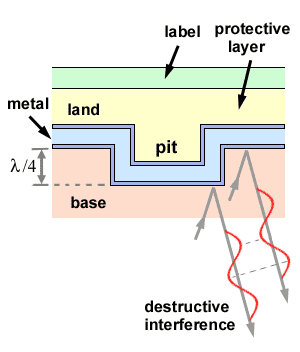 label
protective
layer
metal
land
pit
λ/4
base
destructive
interference